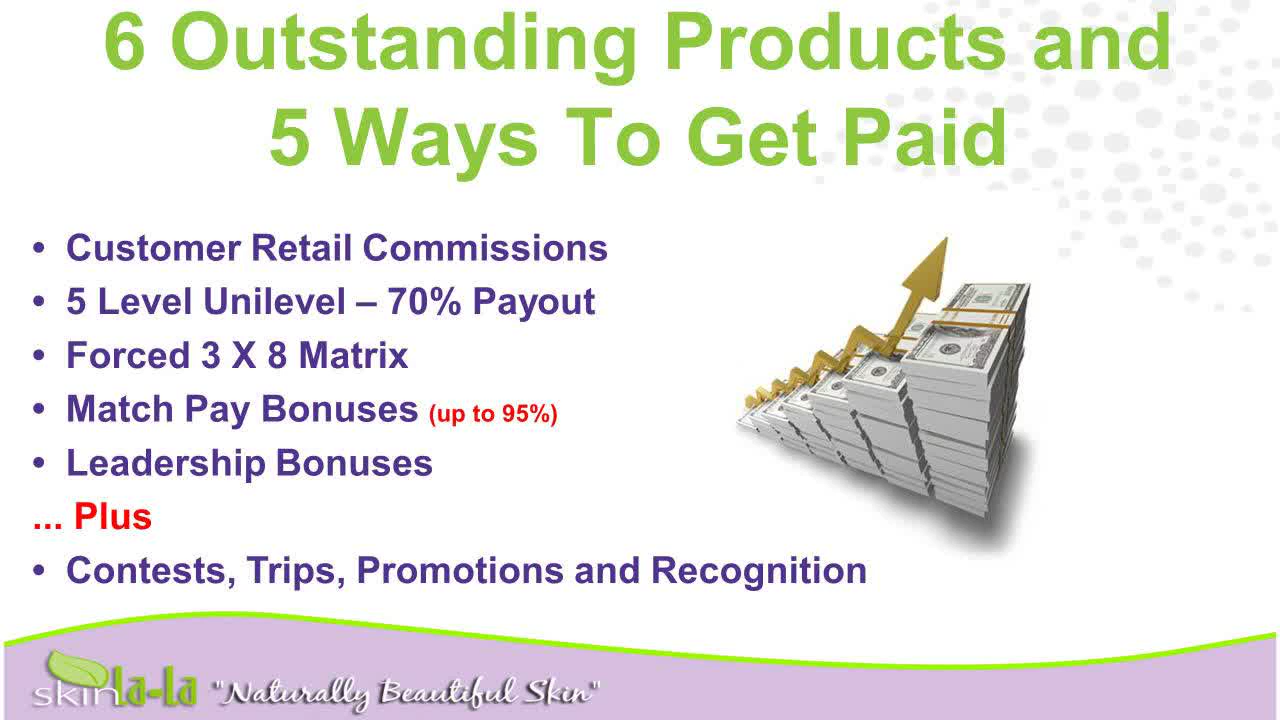 6 Outstanding Products and
5 Ways To Get Paid
• Customer Retail Commissions
• 5 Level Unilevel – 70% Payout
• Forced 3 X 8 Matrix
• Match Pay Bonuses (up to 95%)
• Leadership Bonuses
... Plus
• Contests, Trips, Promotions and Recognition
skin la-la "Naturally Beautiful Skin"